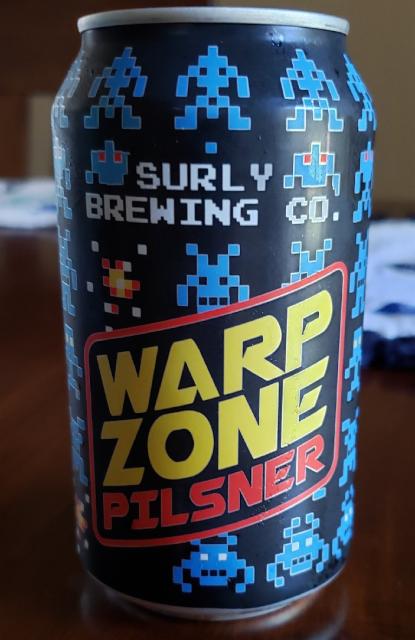 SURLY
BREWING CO.
WARP
ZONE
PILSNER